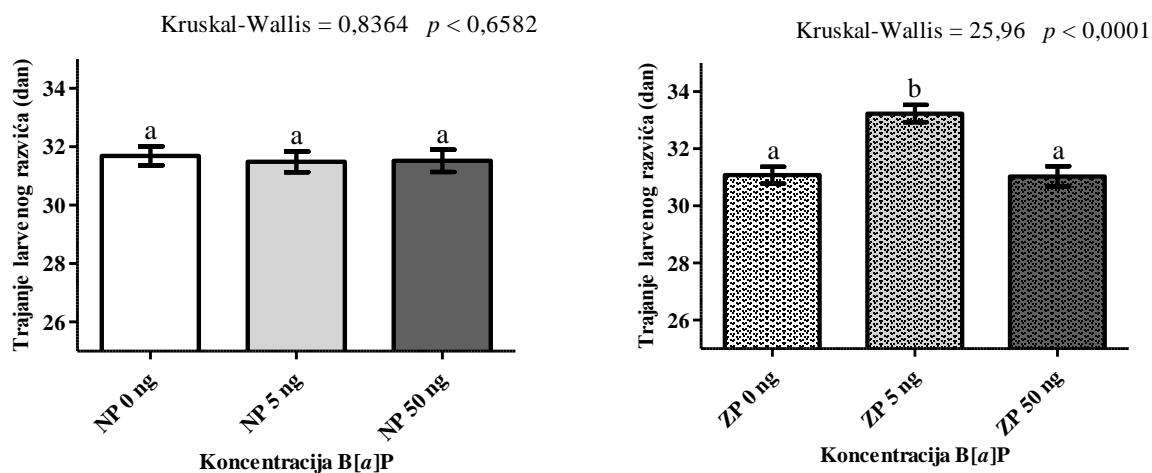 Kruskal-Wallis = 0,8364 p < 0,6582
Trajanje larvenog razvića (dan)
34
32
30
28
26
a
a
a
NP 0 ng
NP 5 ng
NP 50 ng
Koncentracija B[a]P
Kruskal-Wallis = 25,96 p < 0,0001
Trajanje larvenog razvića (dan)
34
32
30
28
26
a
b
a
ZP 0 ng
ZP 5 ng
ZP 50 ng
Koncentracija B[a]P